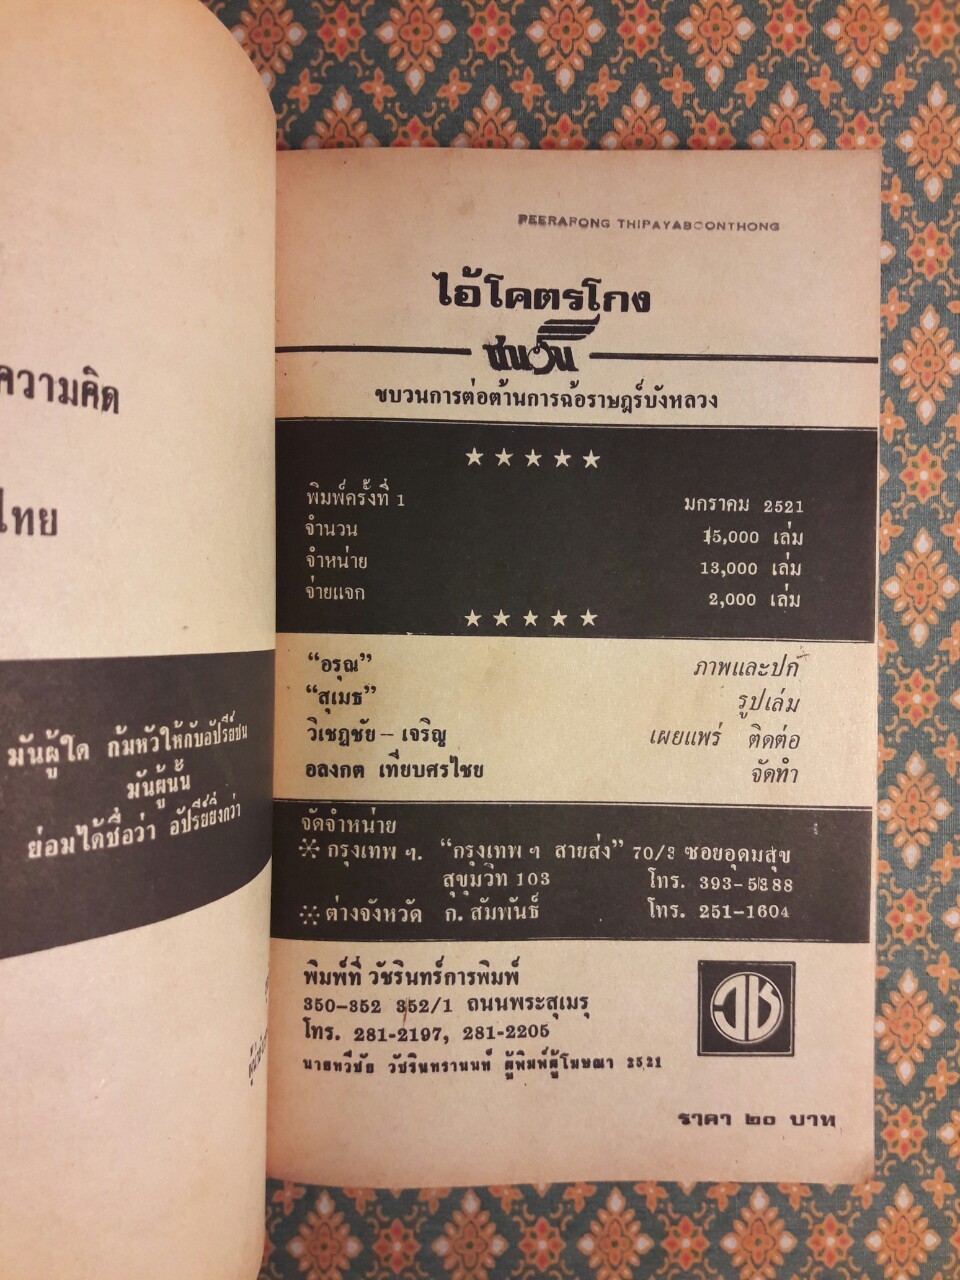 ความคิด
ไทย
มันผู้ใด ก้มหัวให้กับอัปรีย์ชน
มันผู้นั้น
ย่อมได้ชื่อว่า อัปรีย์ยิ่งกว่า
PEERAPONG THIPAYABOONTHONG
ไอ้โคตรโกง
ขบวนการต่อต้านการฉ้อราษฎร์บังหลวง
พิมพ์ครั้งที่ 1 มกราคม 2521
จำนวน 15,000 เล่ม
จำหน่าย 13,000 เล่ม
จ่ายแจก 2,000 เล่ม
“อรุณ” ภาพและปก
“สุเมธ” รูปเล่ม
วิเชฏชัย – เจริญ เผยแพร่ ติดต่อ
อลงกต เทียบศรไชย จัดทำ
จัดจำหน่าย
กรุงเทพ ฯ. “กรุงเทพ ฯ สายส่ง” 70/3 ซอยอุดมสุข
สุขุมวิท 103 โทร.
ต่างจังหวัด ก. สัมพันธ์ โทร. 251-1604
พิมพ์ที่ วัชรินทร์การพิมพ์
350-352 352/1 ถนนพระสุเมรุ
โทร. 281-2197, 281-2205
นายทวีชัย วัชรินทรานนท์ ผู้พิมพ์ผู้โฆษณา 2521
วช
ราคา ๒๐ บาท